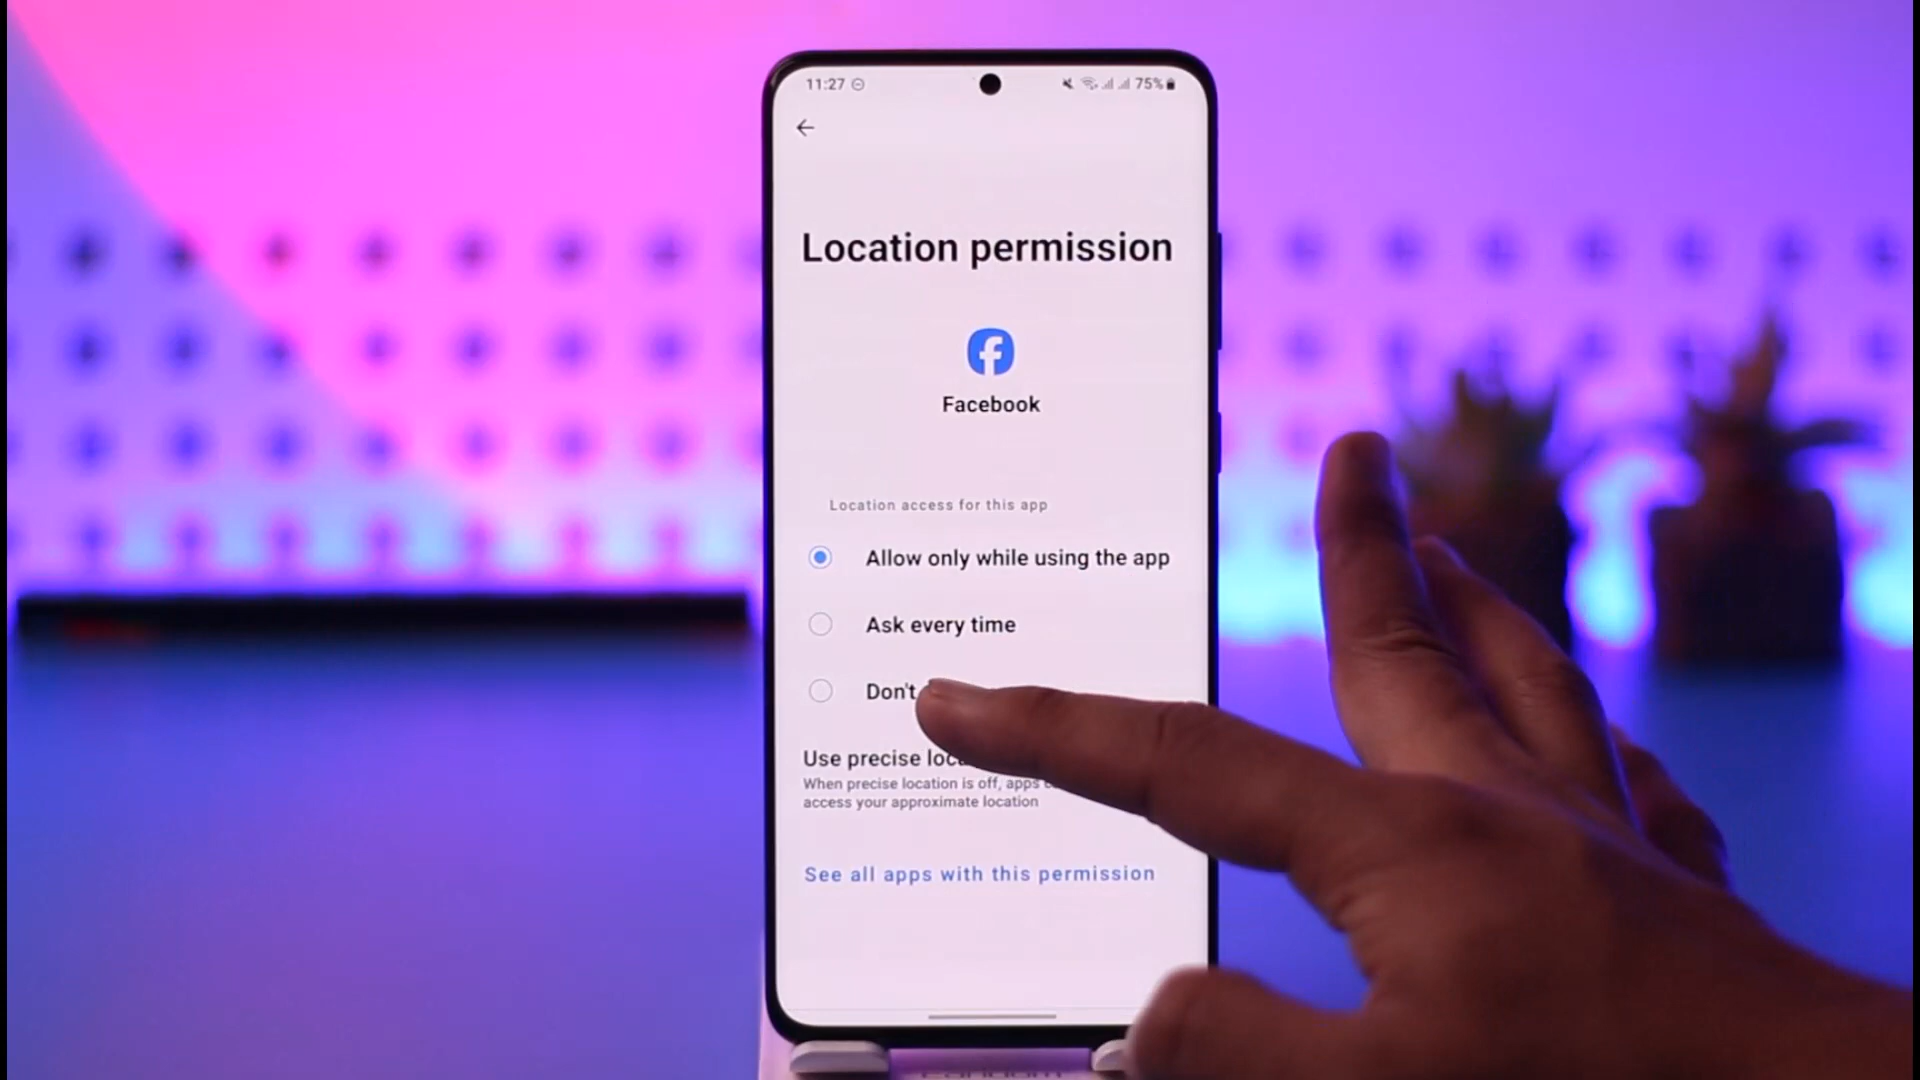 11:27 75%
Location permission
Facebook
Location access for this app
Allow only while using the app
Ask every time
Don't
Use precise
When precise location is off, apps
access your approximate location
See all apps with this permission